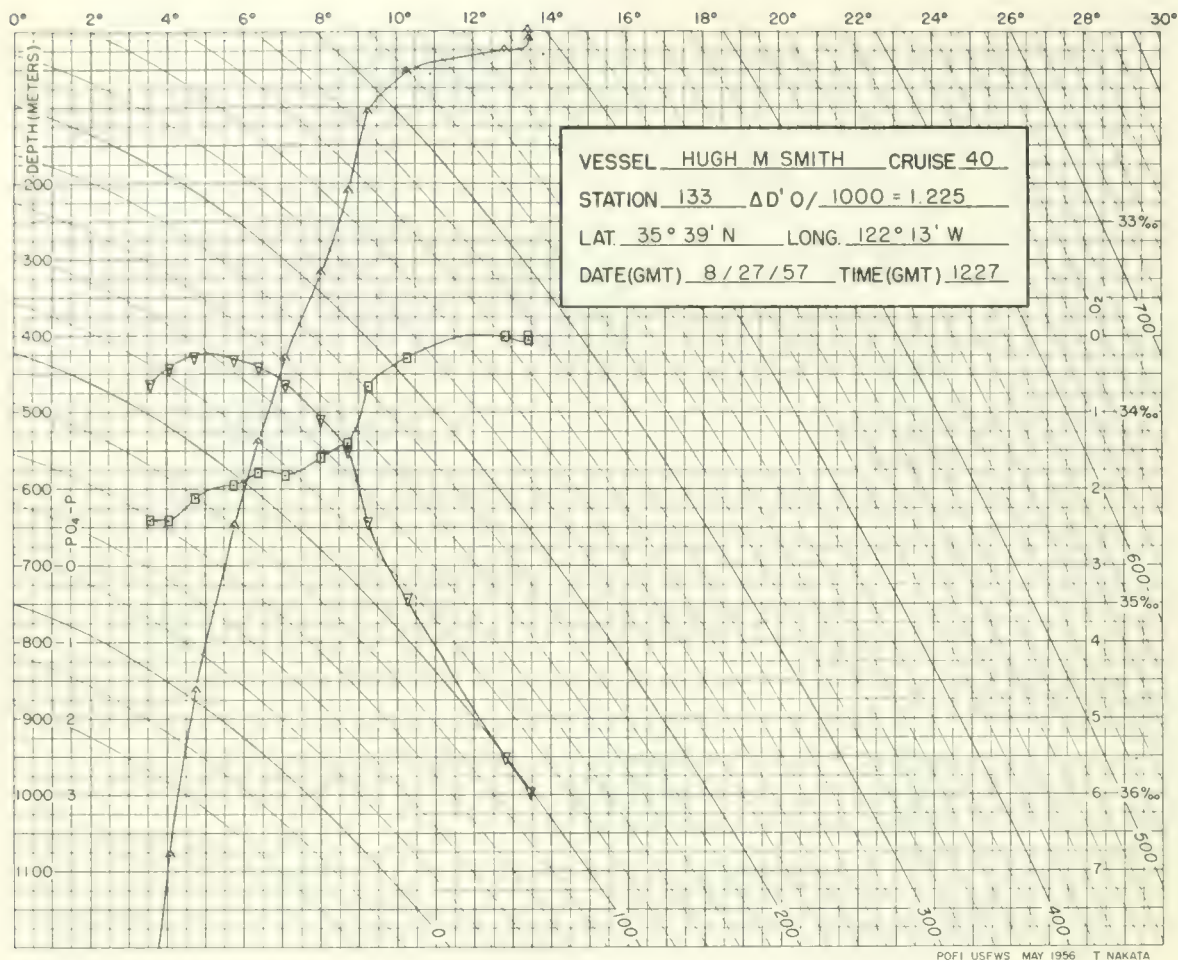 0° 2° 4° 6° 8° 10° 12° 14° 16° 18° 20° 22° 24° 26° 28° 30°
DEPTH (METERS)
VESSEL HUGH M SMITH CRUISE 40
STATION 133 ΔD'0/ 1000 = 1.225
LAT. 35° 39' N LONG. 122° 13' W
DATE(GMT) 8/27/57 TIME(GMT) 1227
200
33‰
300
O₂
700
400 0
500 1 34‰
600 2
PO₄-P
700 0 3
600
35‰
800 1 4
900 2 5
1000 3 6 36‰
1100 7
500
0 100 200 300 400
POFI USFWS MAY 1956 T NAKATA